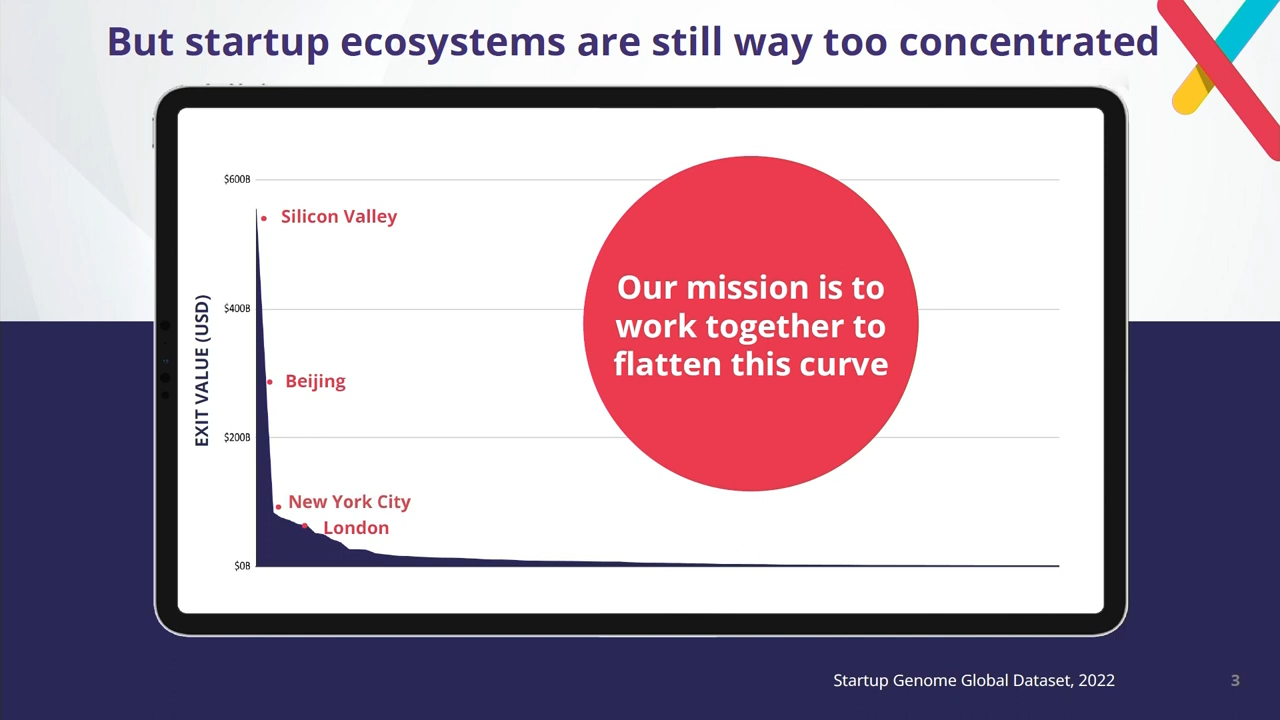 But startup ecosystems are still way too concentrated
$600B
Silicon Valley
Our mission is to
work together to
flatten this curve
$400B
EXIT VALUE (USD)
Beijing
$200B
New York City
London
$0B
Startup Genome Global Dataset, 2022
3